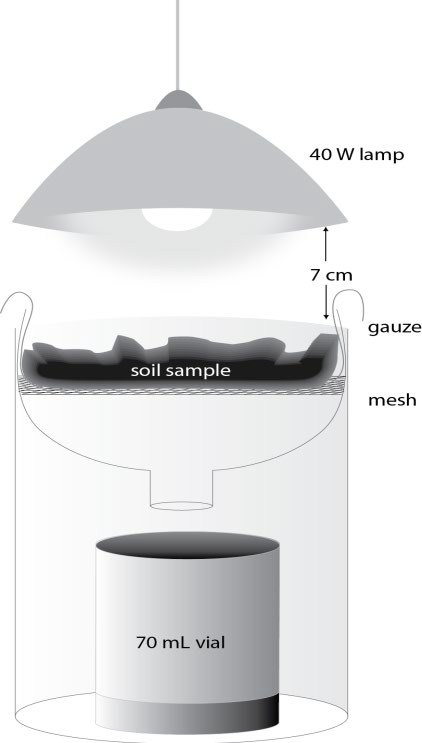 40 W lamp
7 cm
gauze
soil sample
mesh
70 mL vial